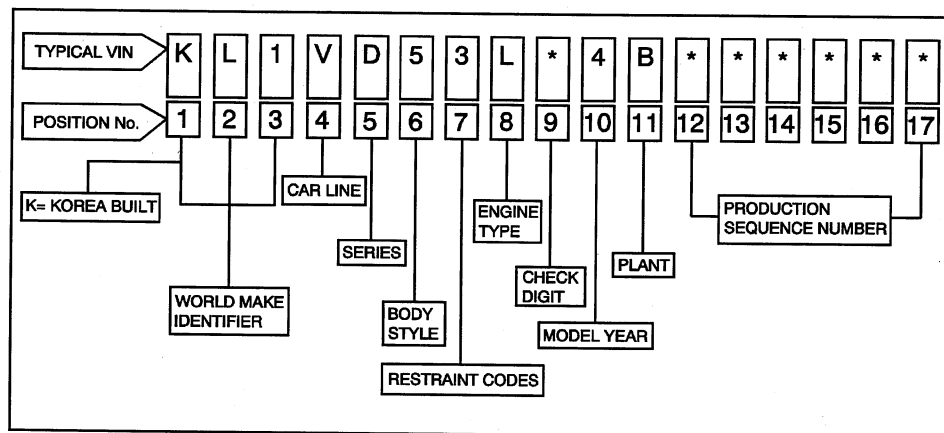 TYPICAL VIN K L 1 V D 5 3 L * 4 B * * * * * *
POSITION No. 1 2 3 4 5 6 7 8 9 10 11 12 13 14 15 16 17
K= KOREA BUILT
WORLD MAKE
IDENTIFIER
CAR LINE
SERIES
BODY
STYLE
RESTRAINT CODES
ENGINE
TYPE
CHECK
DIGIT
MODEL YEAR
PLANT
PRODUCTION
SEQUENCE NUMBER